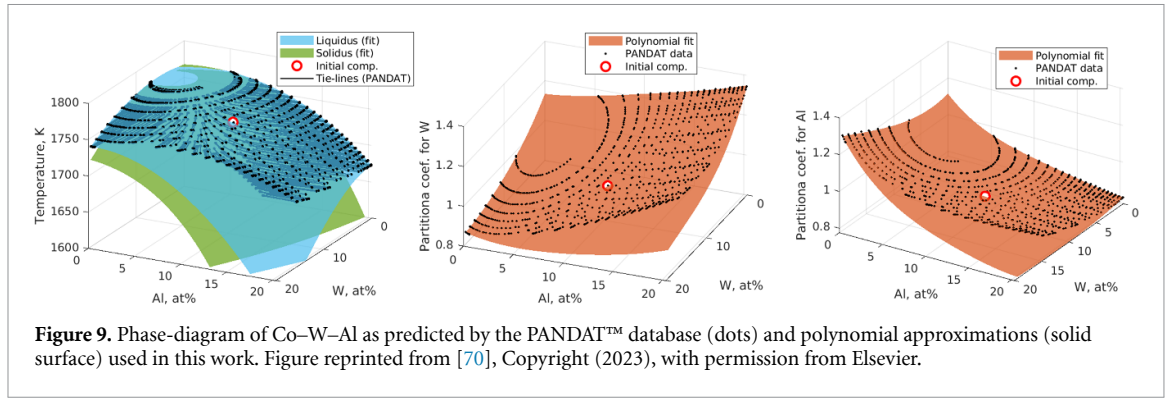 Liquidus (fit)
Solidus (fit)
Initial comp.
Tie-lines (PANDAT)
Temperature, K
1800
1750
1700
1650
1600
0
5
10
15
20
Al, at%
0
10
20
W, at%
Polynomial fit
PANDAT data
Initial comp.
Partitiona coef. for W
1.4
1.2
1
0.8
0
5
10
15
20
Al, at%
0
10
20
W, at%
Polynomial fit
PANDAT data
Initial comp.
Partitiona coef. for Al
1.4
1.2
1
0.8
0
5
10
15
20
Al, at%
0
5
10
15
20
W, at%
Figure 9. Phase-diagram of Co–W–Al as predicted by the PANDAT™ database (dots) and polynomial approximations (solid
surface) used in this work. Figure reprinted from [70], Copyright (2023), with permission from Elsevier.